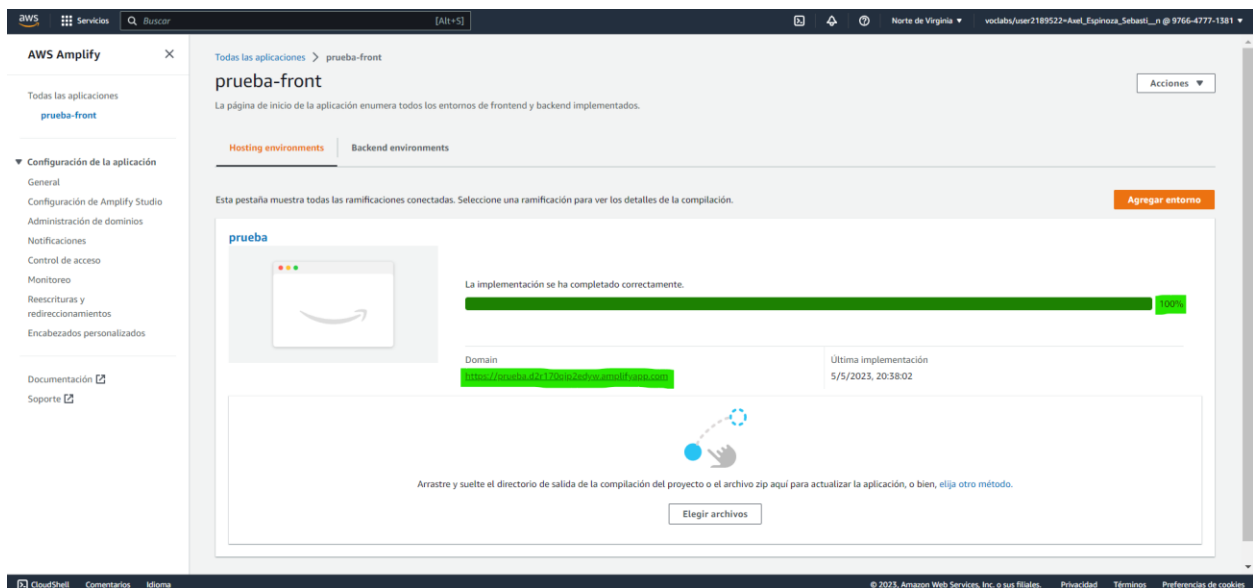 aws
Servicios
Buscar
[Alt+S]
Norte de Virginia
voclabs/user2189522=Axel_Espinoza_Sebasti__n @ 9766-4777-1381
AWS Amplify
Todas las aplicaciones
prueba-front
Configuración de la aplicación
General
Configuración de Amplify Studio
Administración de dominios
Notificaciones
Control de acceso
Monitoreo
Reescrituras y
redireccionamientos
Encabezados personalizados
Documentación
Soporte
Todas las aplicaciones > prueba-front
prueba-front
Acciones
La página de inicio de la aplicación enumera todos los entornos de frontend y backend implementados.
Hosting environments
Backend environments
Esta pestaña muestra todas las ramificaciones conectadas. Seleccione una ramificación para ver los detalles de la compilación.
Agregar entorno
prueba
La implementación se ha completado correctamente.
100%
Domain
Última implementación
5/5/2023, 20:38:02
Arrastre y suelte el directorio de salida de la compilación del proyecto o el archivo zip aquí para actualizar la aplicación, o bien, elija otro método.
Elegir archivos
CloudShell
Comentarios
Idioma
© 2023, Amazon Web Services, Inc. o sus filiales.
Privacidad
Términos
Preferencias de cookies